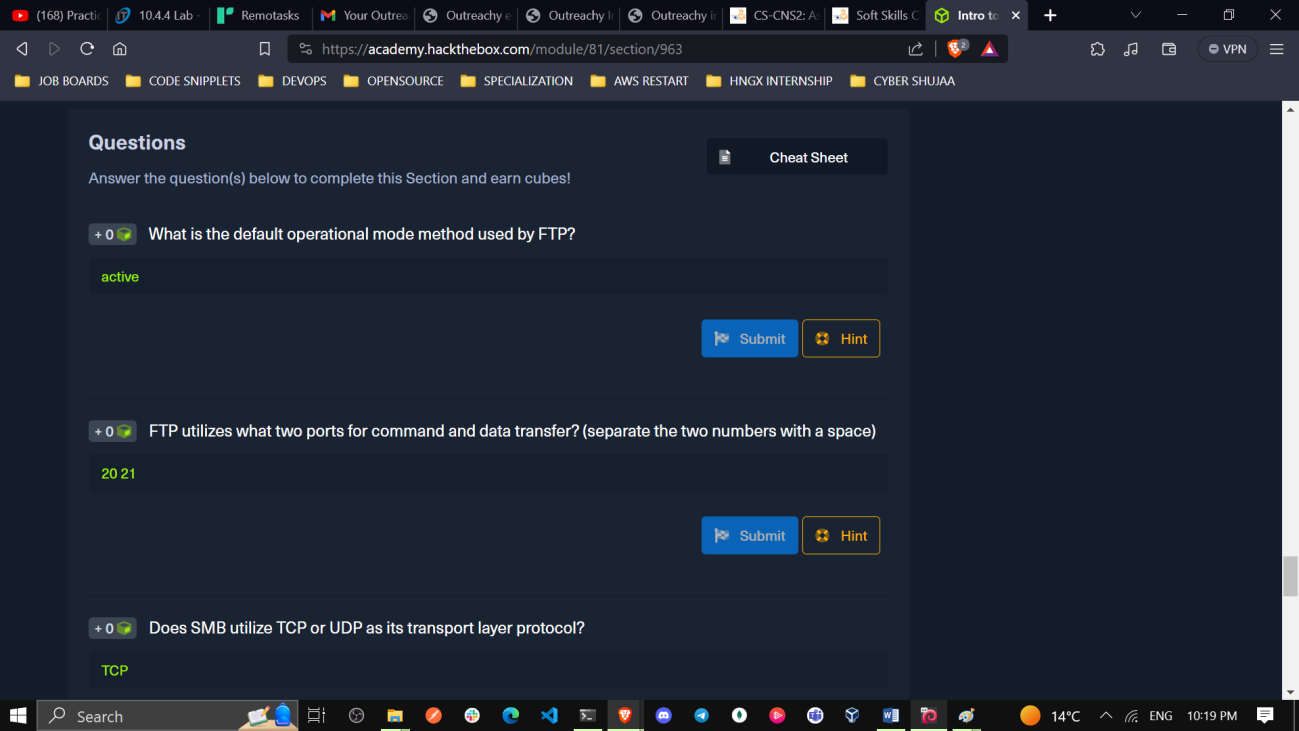 (168) Practic
10.4.4 Lab -
Remotasks
Your Outrea
Outreachy e
Outreachy I
Outreachy i
CS-CNS2: A
Soft Skills C
Intro to
https://academy.hackthebox.com/module/81/section/963
2
VPN
JOB BOARDS
CODE SNIPPLETS
DEVOPS
OPENSOURCE
SPECIALIZATION
AWS RESTART
HNGX INTERNSHIP
CYBER SHUJAA
Questions
Cheat Sheet
Answer the question(s) below to complete this Section and earn cubes!
+ 0 What is the default operational mode method used by FTP?
active
Submit
Hint
+ 0 FTP utilizes what two ports for command and data transfer? (separate the two numbers with a space)
20 21
Submit
Hint
+ 0 Does SMB utilize TCP or UDP as its transport layer protocol?
TCP
Search
14°C
ENG
10:19 PM